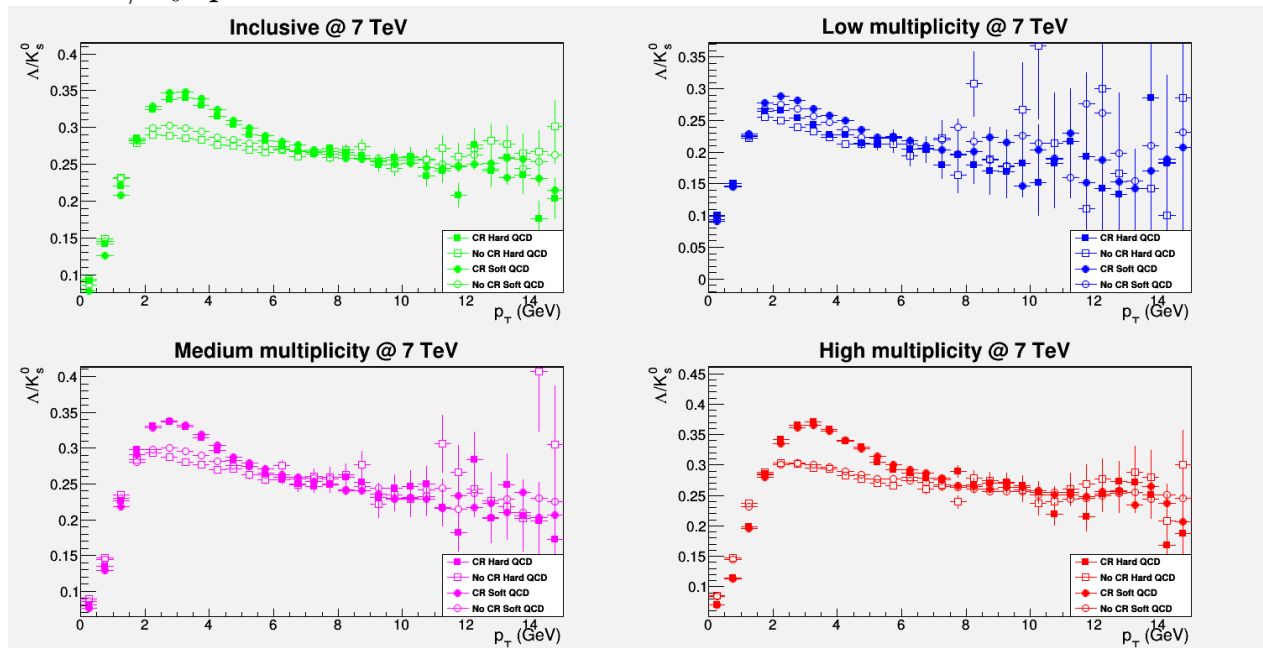 Inclusive @ 7 TeV
Λ/K⁰ₛ
0.4
0.35
0.3
0.25
0.2
0.15
0.1
0 2 4 6 8 10 12 14
p_T (GeV)
CR Hard QCD
No CR Hard QCD
CR Soft QCD
No CR Soft QCD
Low multiplicity @ 7 TeV
Λ/K⁰ₛ
0.35
0.3
0.25
0.2
0.15
0.1
0.05
0
0 2 4 6 8 10 12 14
p_T (GeV)
CR Hard QCD
No CR Hard QCD
CR Soft QCD
No CR Soft QCD
Medium multiplicity @ 7 TeV
Λ/K⁰ₛ
0.4
0.35
0.3
0.25
0.2
0.15
0.1
0 2 4 6 8 10 12 14
p_T (GeV)
CR Hard QCD
No CR Hard QCD
CR Soft QCD
No CR Soft QCD
High multiplicity @ 7 TeV
Λ/K⁰ₛ
0.45
0.4
0.35
0.3
0.25
0.2
0.15
0.1
0 2 4 6 8 10 12 14
p_T (GeV)
CR Hard QCD
No CR Hard QCD
CR Soft QCD
No CR Soft QCD